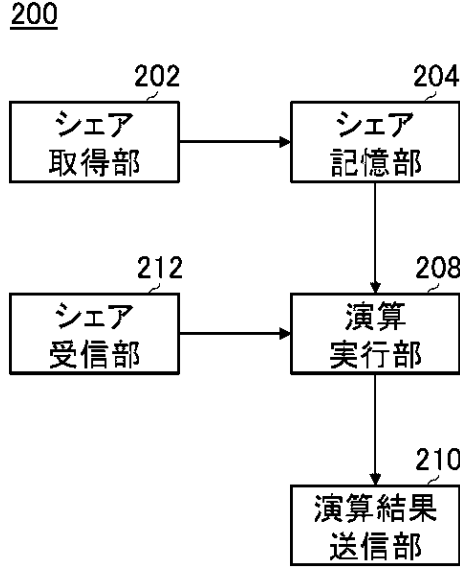 200
202
シェア
取得部
204
シェア
記憶部
212
シェア
受信部
208
演算
実行部
210
演算結果
送信部